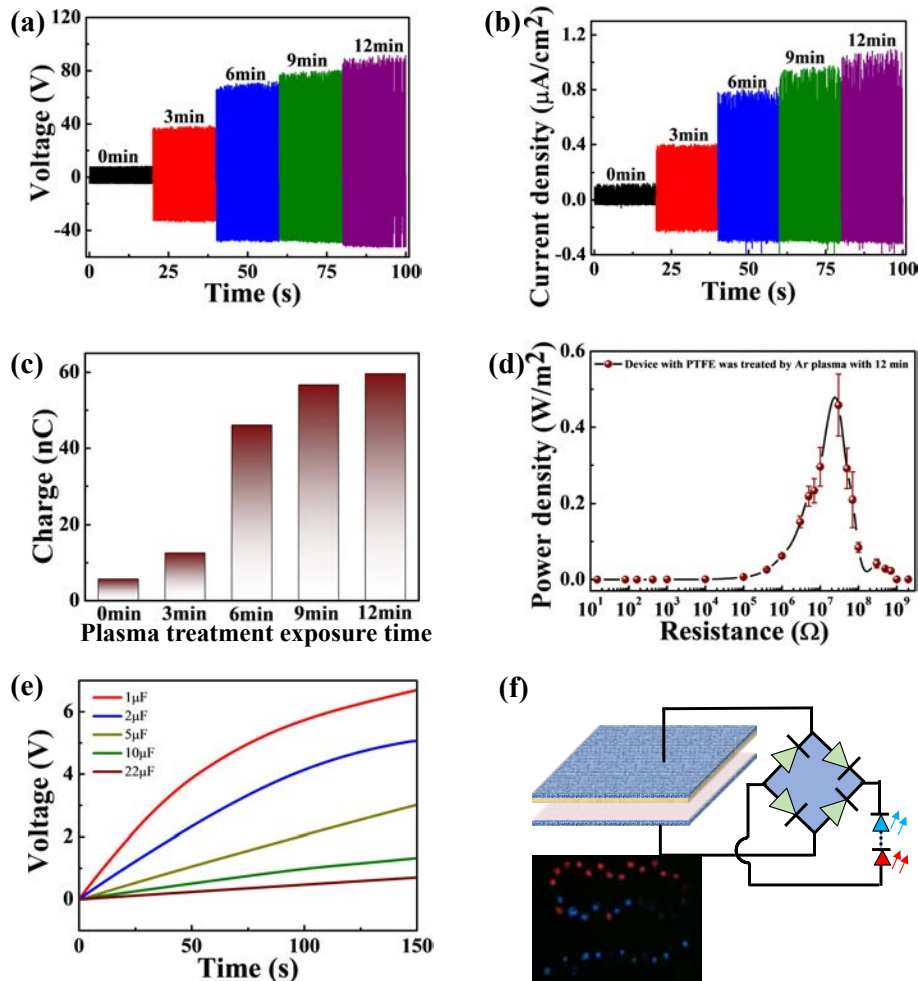 (a)
120
80
40
0
-40
Voltage (V)
0min
3min
6min
9min
12min
0
25
50
75
100
Time (s)
(b)
1.2
0.8
0.4
0.0
-0.4
Current density (μA/cm²)
0min
3min
6min
9min
12min
0
25
50
75
100
Time (s)
(c)
60
40
20
0
Charge (nC)
0min
3min
6min
9min
12min
Plasma treatment exposure time
(d)
0.6
0.4
0.2
0.0
Power density (W/m²)
Device with PTFE was treated by Ar plasma with 12 min
10¹
10²
10³
10⁴
10⁵
10⁶
10⁷
10⁸
10⁹
Resistance (Ω)
(e)
6
4
2
0
Voltage (V)
1μF
2μF
5μF
10μF
22μF
0
50
100
150
Time (s)
(f)